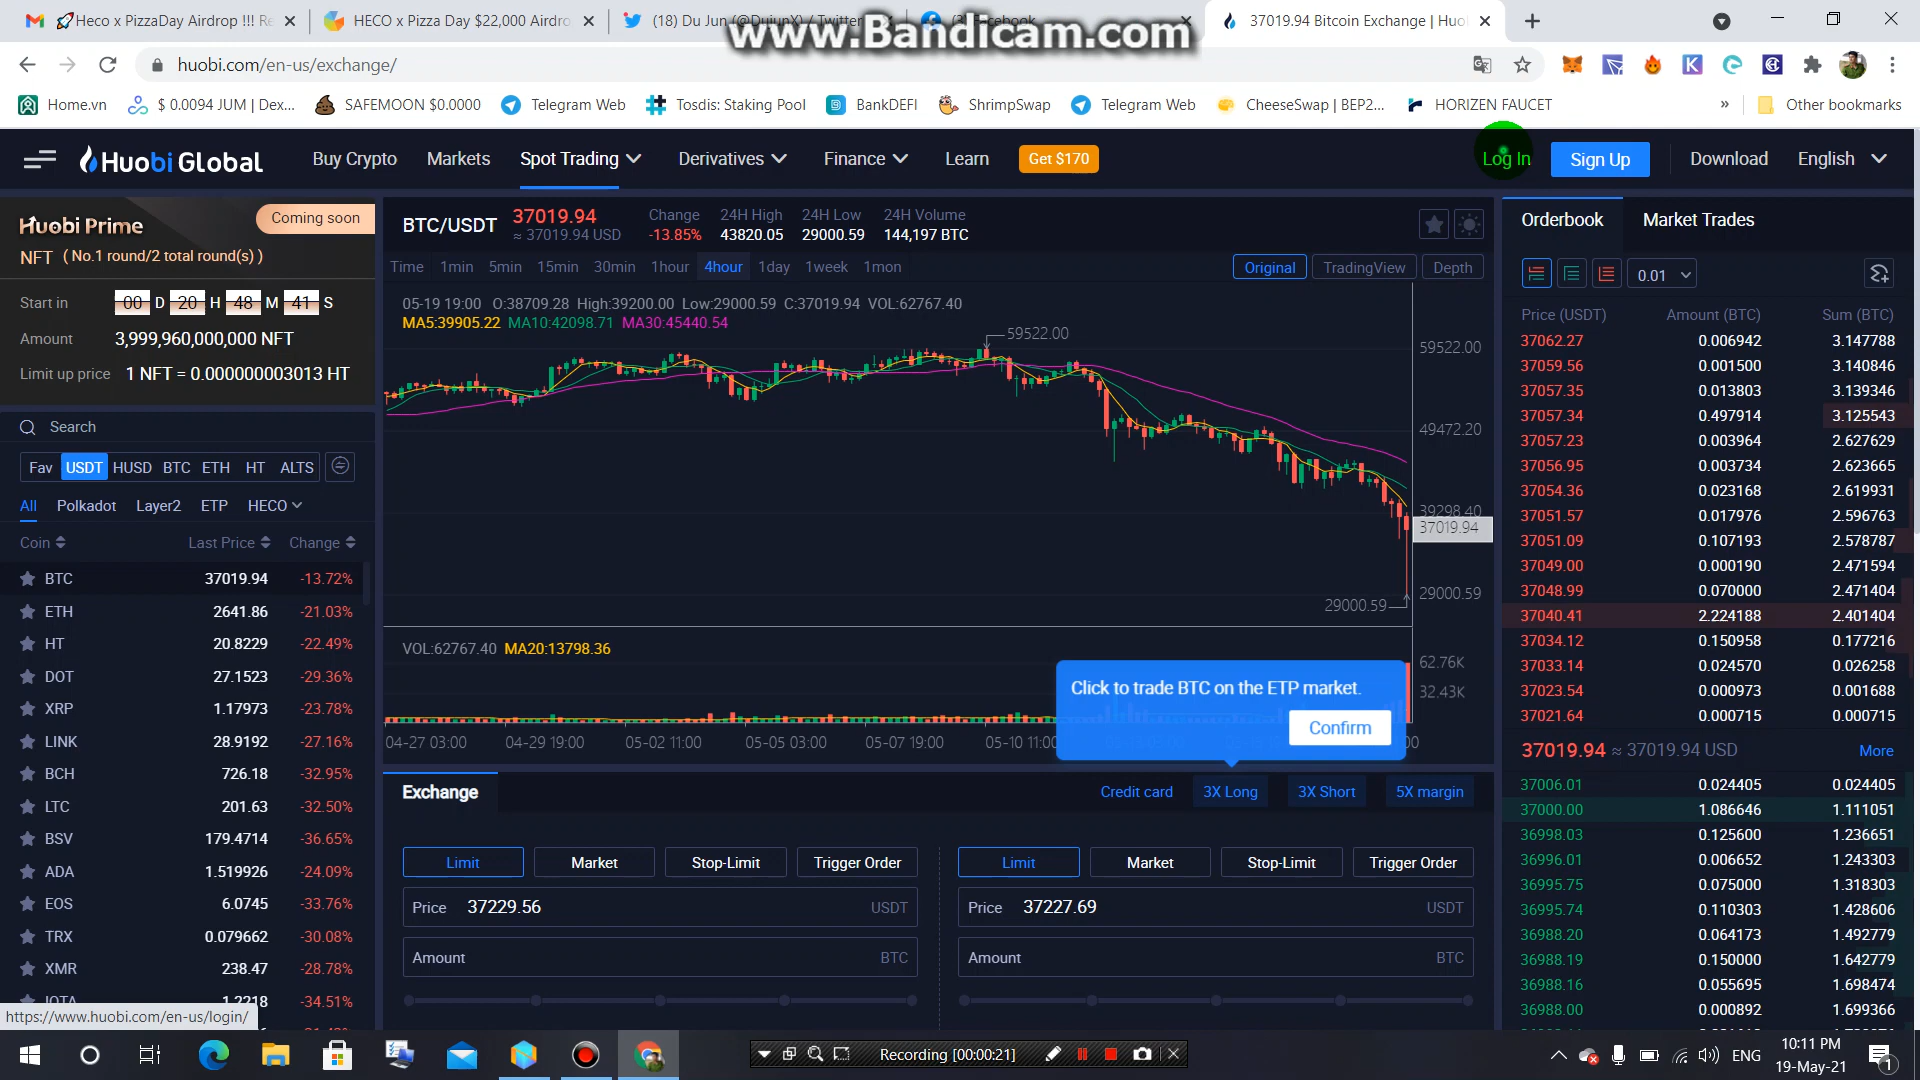 🚀Heco x PizzaDay Airdrop !!! Re
HECO x Pizza Day $22,000 Airdro
(18) Du Jun (@DujunX) / Twitter
37019.94 Bitcoin Exchange | Huo
www.Bandicam.com
huobi.com/en-us/exchange/
Home.vn
$ 0.0094 JUM | Dex...
SAFEMOON $0.0000
Telegram Web
Tosdis: Staking Pool
BankDEFI
ShrimpSwap
Telegram Web
CheeseSwap | BEP2...
HORIZEN FAUCET
»
Other bookmarks
Huobi Global
Buy Crypto
Markets
Spot Trading
Derivatives
Finance
Learn
Get $170
Log In
Sign Up
Download
English
Huobi Prime
Coming soon
NFT ( No.1 round/2 total round(s) )
Start in 00 D 20 H 48 M 41 S
Amount 3,999,960,000,000 NFT
Limit up price 1 NFT = 0.000000003013 HT
Search
Fav USDT HUSD BTC ETH HT ALTS
All Polkadot Layer2 ETP HECO
Coin Last Price Change
BTC 37019.94 -13.72%
ETH 2641.86 -21.03%
HT 20.8229 -22.49%
DOT 27.1523 -29.36%
XRP 1.17973 -23.78%
LINK 28.9192 -27.16%
BCH 726.18 -32.95%
LTC 201.63 -32.50%
BSV 179.4714 -36.65%
ADA 1.519926 -24.09%
EOS 6.0745 -33.76%
TRX 0.079662 -30.08%
XMR 238.47 -28.78%
IOTA 1.2218 -34.51%
https://www.huobi.com/en-us/login/
BTC/USDT
37019.94
≈ 37019.94 USD
Change
-13.85%
24H High
43820.05
24H Low
29000.59
24H Volume
144,197 BTC
Time 1min 5min 15min 30min 1hour 4hour 1day 1week 1mon
Original TradingView Depth
05-19 19:00 O:38709.28 High:39200.00 Low:29000.59 C:37019.94 VOL:62767.40
MA5:39905.22 MA10:42098.71 MA30:45440.54
59522.00
59522.00
49472.20
39298.40
37019.94
29000.59
29000.59
VOL:62767.40 MA20:13798.36
62.76K
32.43K
Click to trade BTC on the ETP market.
Confirm
04-27 03:00 04-29 19:00 05-02 11:00 05-05 03:00 05-07 19:00 05-10 11:00
Exchange
Credit card 3X Long 3X Short 5X margin
Limit Market Stop-Limit Trigger Order
Price 37229.56 USDT
Amount BTC
Limit Market Stop-Limit Trigger Order
Price 37227.69 USDT
Amount BTC
Orderbook Market Trades
0.01
Price (USDT) Amount (BTC) Sum (BTC)
37062.27 0.006942 3.147788
37059.56 0.001500 3.140846
37057.35 0.013803 3.139346
37057.34 0.497914 3.125543
37057.23 0.003964 2.627629
37056.95 0.003734 2.623665
37054.36 0.023168 2.619931
37051.57 0.017976 2.596763
37051.09 0.107193 2.578787
37049.00 0.000190 2.471594
37048.99 0.070000 2.471404
37040.41 2.224188 2.401404
37034.12 0.150958 0.177216
37033.14 0.024570 0.026258
37023.54 0.000973 0.001688
37021.64 0.000715 0.000715
37019.94 ≈ 37019.94 USD More
37006.01 0.024405 0.024405
37000.00 1.086646 1.111051
36998.03 0.125600 1.236651
36996.01 0.006652 1.243303
36995.75 0.075000 1.318303
36995.74 0.110303 1.428606
36988.20 0.064173 1.492779
36988.19 0.150000 1.642779
36988.16 0.055695 1.698474
36988.00 0.000892 1.699366
Recording [00:00:21]
ENG
10:11 PM
19-May-21
1